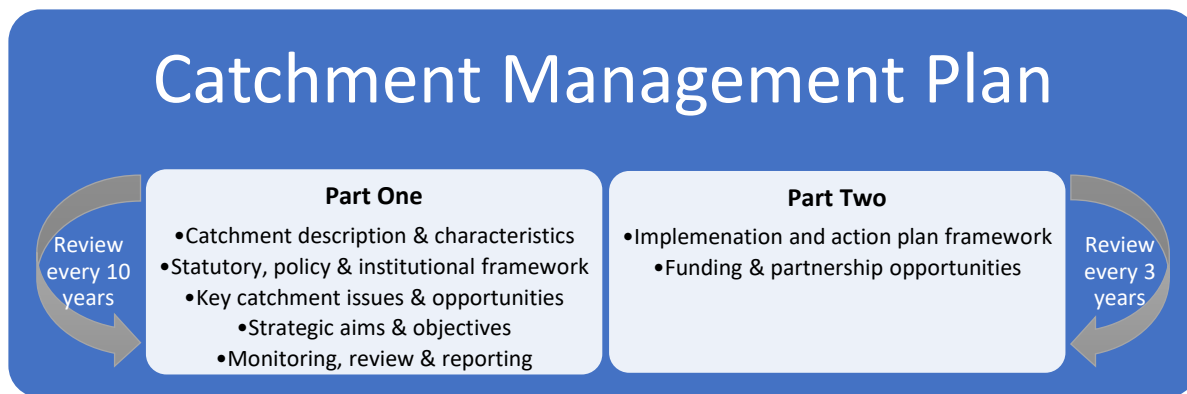 Catchment Management Plan
Review
every 10
years
Part One
•Catchment description & characteristics
•Statutory, policy & institutional framework
•Key catchment issues & opportunities
•Strategic aims & objectives
•Monitoring, review & reporting
Part Two
•Implemenation and action plan framework
•Funding & partnership opportunities
Review
every 3
years